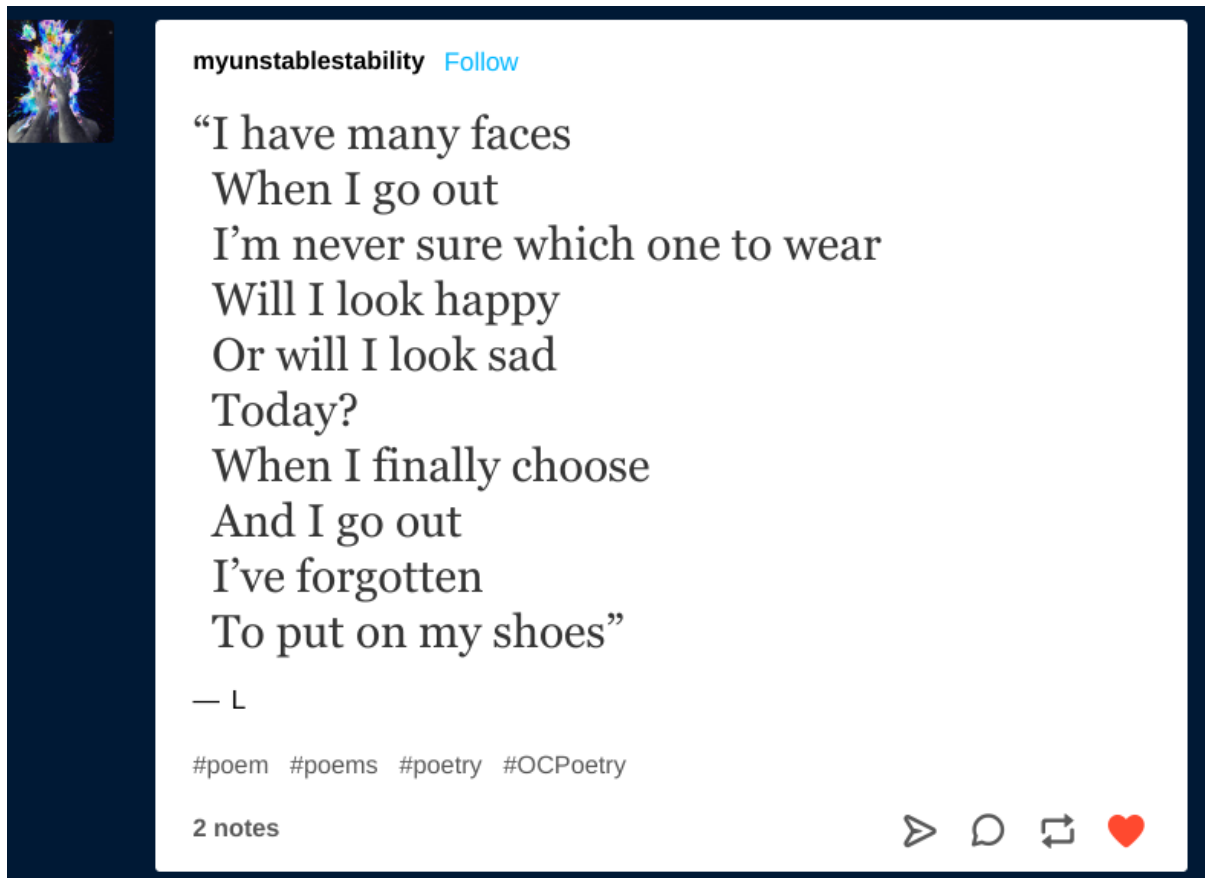 myunstablestability Follow
“I have many faces
When I go out
I’m never sure which one to wear
Will I look happy
Or will I look sad
Today?
When I finally choose
And I go out
I’ve forgotten
To put on my shoes”
— L
#poem #poems #poetry #OCPoetry
2 notes